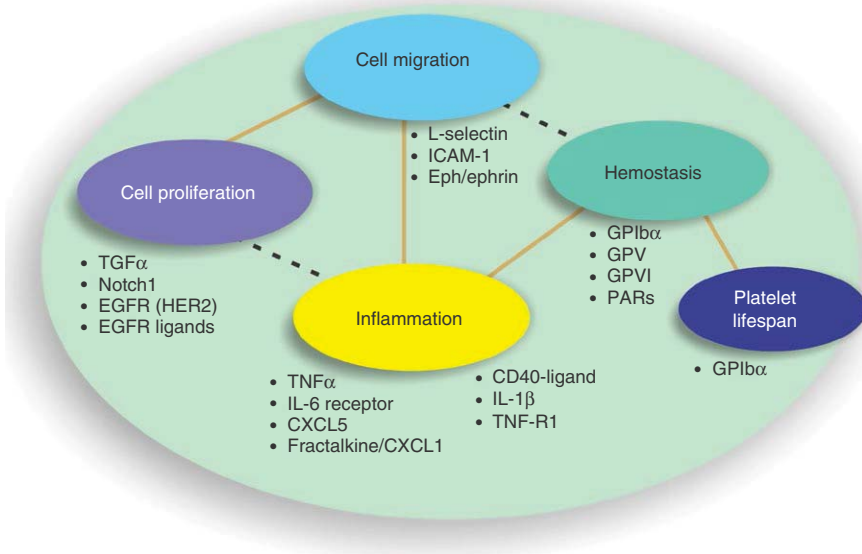 Cell migration
• L-selectin
• ICAM-1
• Eph/ephrin
Cell proliferation
• TGFα
• Notch1
• EGFR (HER2)
• EGFR ligands
Hemostasis
• GPIbα
• GPV
• GPVI
• PARs
Inflammation
• TNFα
• IL-6 receptor
• CXCL5
• Fractalkine/CXCL1
• CD40-ligand
• IL-1β
• TNF-R1
Platelet
lifespan
• GPIbα